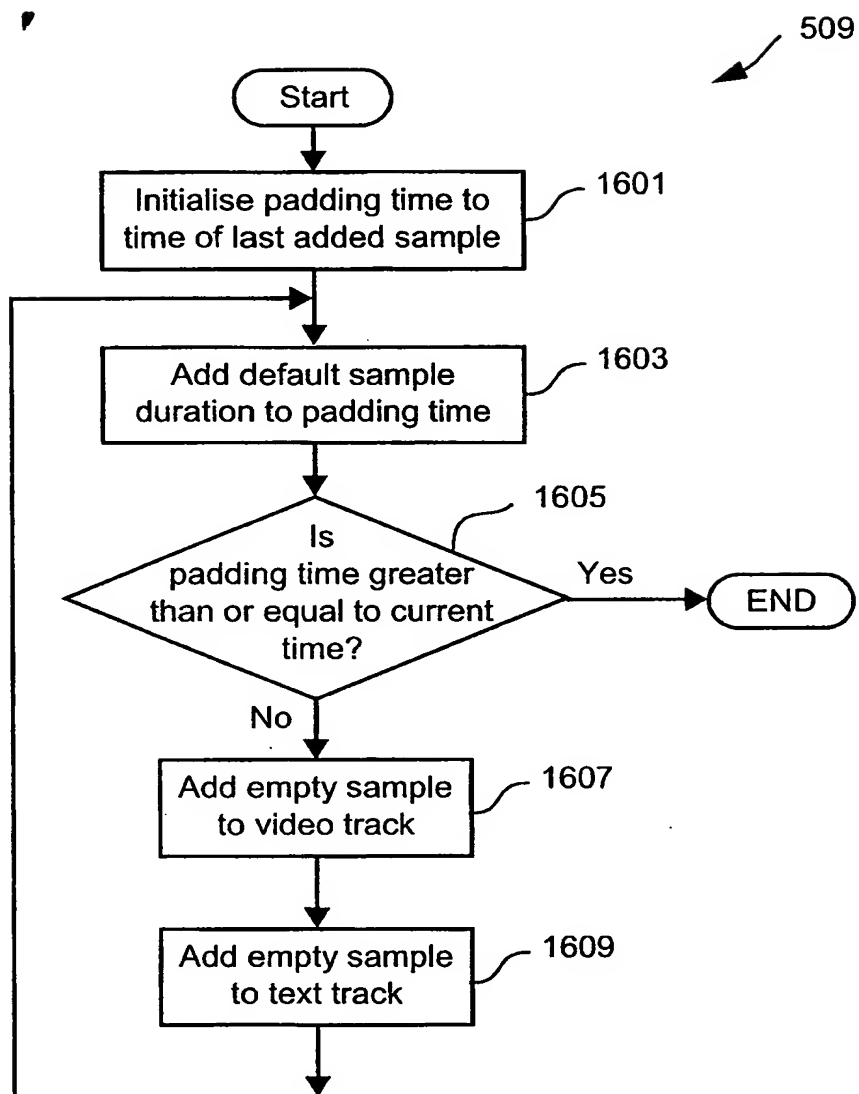 509
Start
1601
Initialise padding time to
time of last added sample
1603
Add default sample
duration to padding time
1605
Is
padding time greater
than or equal to current
time?
Yes
END
No
1607
Add empty sample
to video track
1609
Add empty sample
to text track